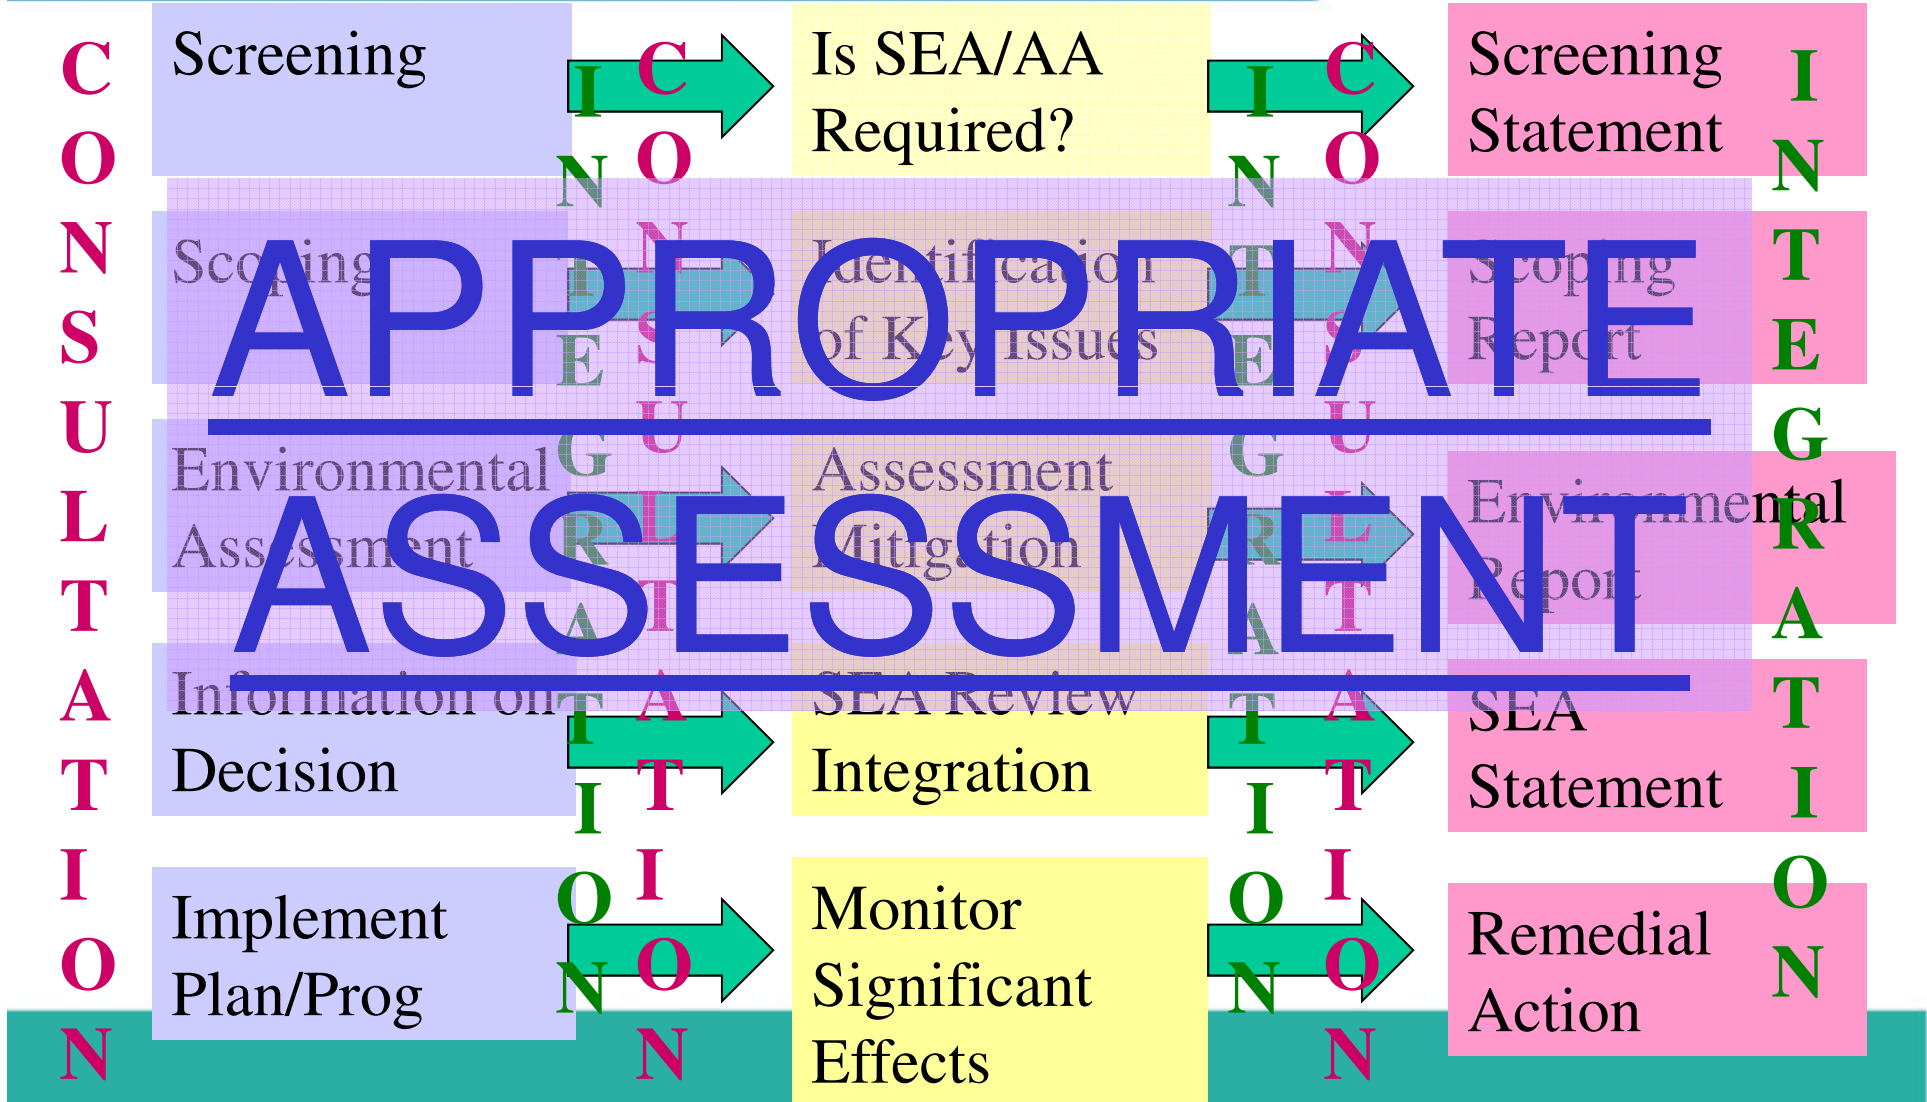 Screening
Is SEA/AA
Required?
Screening
Statement
Scoping
Identification
of Key Issues
Scoping
Report
Environmental
Assessment
Assessment
Mitigation
Environmental
Report
Information on
Decision
SEA Review
Integration
SEA
Statement
Implement
Plan/Prog
Monitor
Significant
Effects
Remedial
Action
CONSULTATION
INTEGRATION
CONSULTATION
INTEGRATION
CONSULTATION
INTEGRATION
APPROPRIATE
ASSESSMENT